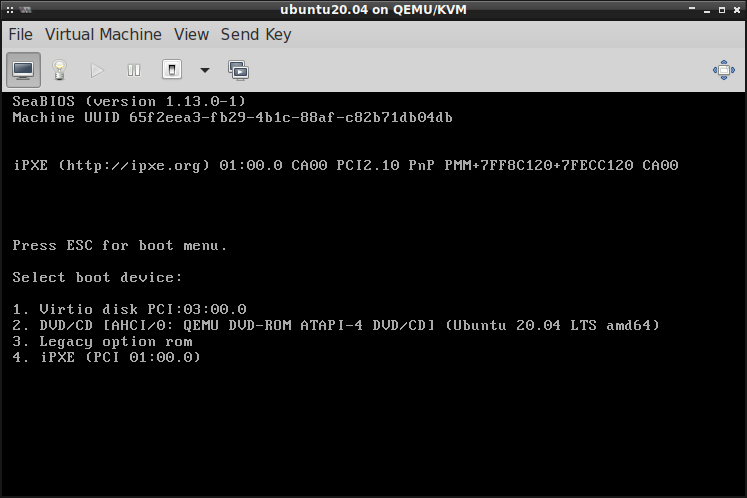 ubuntu20.04 on QEMU/KVM
File Virtual Machine View Send Key
SeaBIOS (version 1.13.0-1)
Machine UUID 65f2eea3-fb29-4b1c-88af-c82b71db04db
iPXE (http://ipxe.org) 01:00.0 CA00 PCI2.10 PnP PMM+7FF8C120+7FECC120 CA00
Press ESC for boot menu.
Select boot device:
1. Virtio disk PCI:03:00.0
2. DVD/CD [AHCI/0: QEMU DVD-ROM ATAPI-4 DVD/CD] (Ubuntu 20.04 LTS amd64)
3. Legacy option rom
4. iPXE (PCI 01:00.0)